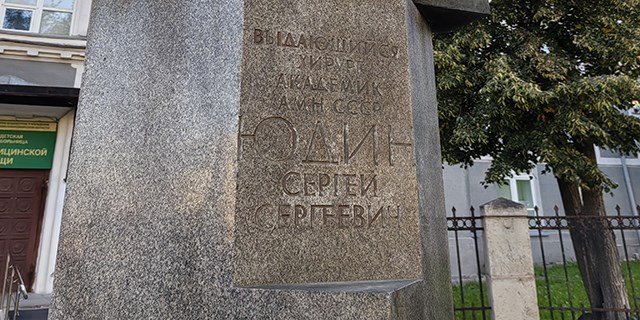 ВЫДАЮЩИЙСЯ
ХИРУРГ
АКАДЕМИК
АМН СССР
ЮДИН
СЕРГЕЙ
СЕРГЕЕВИЧ